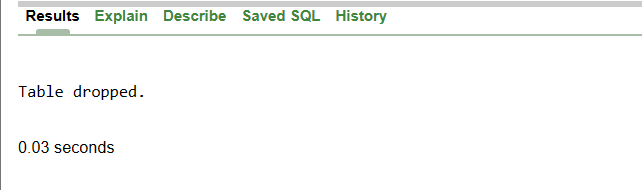 Results Explain Describe Saved SQL History
Table dropped.
0.03 seconds